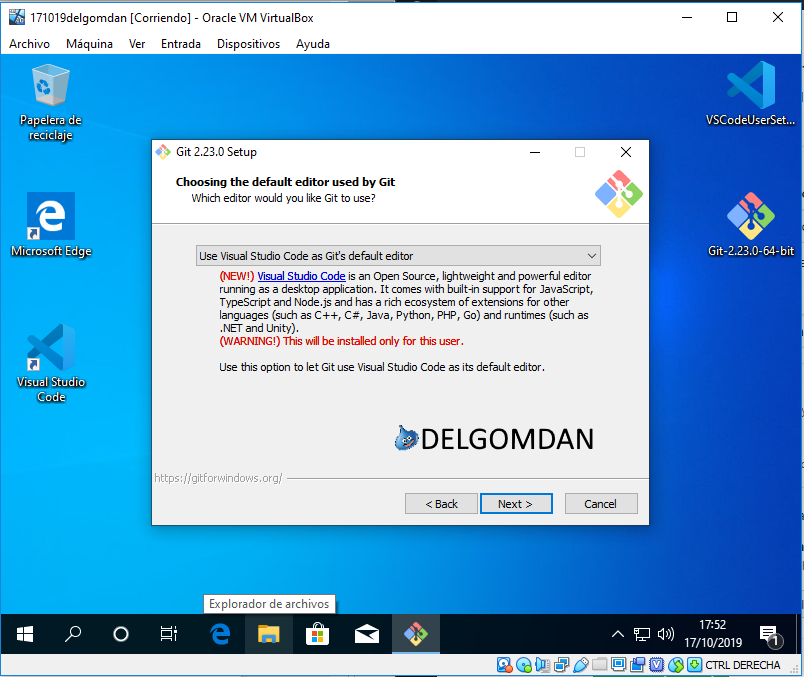 171019delgomdan [Corriendo] - Oracle VM VirtualBox
Archivo Máquina Ver Entrada Dispositivos Ayuda
Papelera de
reciclaje
VSCodeUserSet...
Microsoft Edge
Git-2.23.0-64-bit
Visual Studio
Code
Git 2.23.0 Setup
Choosing the default editor used by Git
Which editor would you like Git to use?
Use Visual Studio Code as Git's default editor
(NEW!) Visual Studio Code is an Open Source, lightweight and powerful editor
running as a desktop application. It comes with built-in support for JavaScript,
TypeScript and Node.js and has a rich ecosystem of extensions for other
languages (such as C++, C#, Java, Python, PHP, Go) and runtimes (such as
.NET and Unity).
(WARNING!) This will be installed only for this user.
Use this option to let Git use Visual Studio Code as its default editor.
DELGOMDAN
https://gitforwindows.org/
< Back Next > Cancel
Explorador de archivos
17:52
17/10/2019
1
CTRL DERECHA